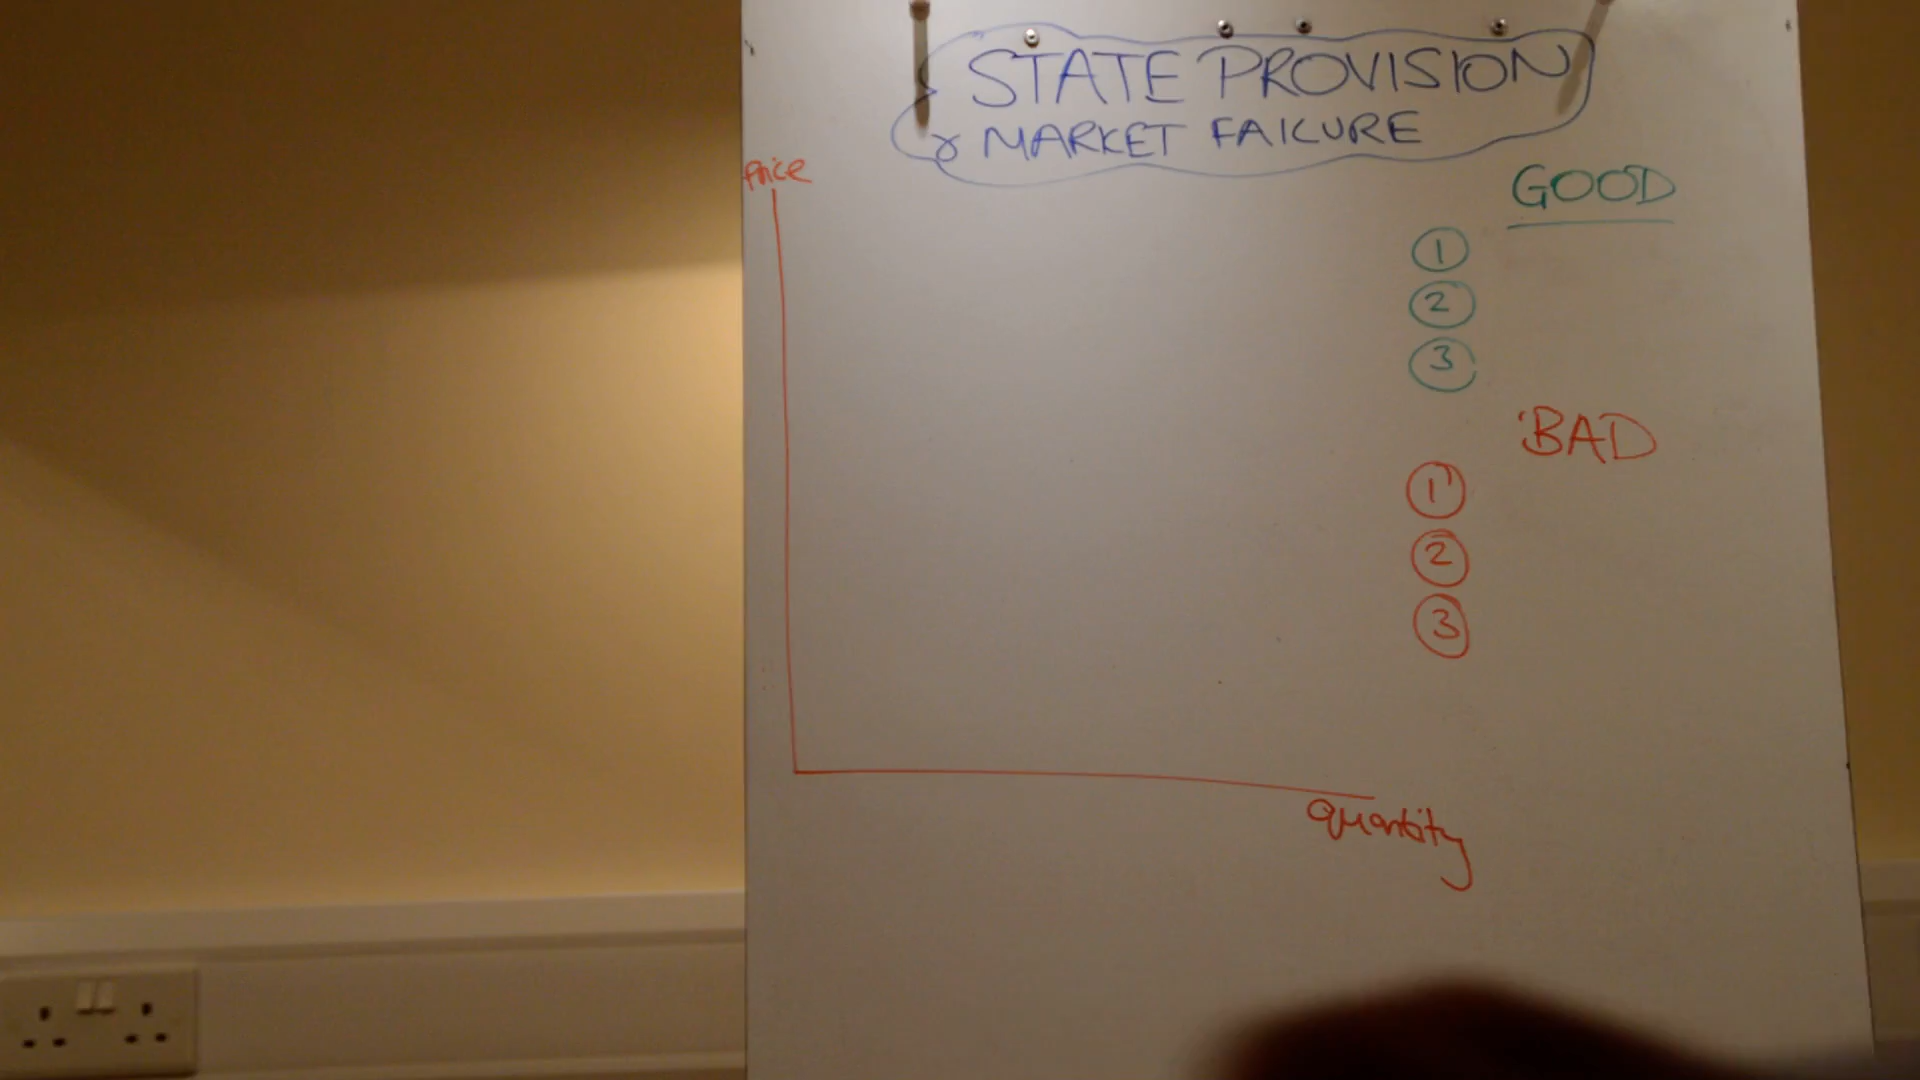 STATE PROVISION
& MARKET FAILURE
Price
GOOD
1
2
3
BAD
1
2
3
quantity